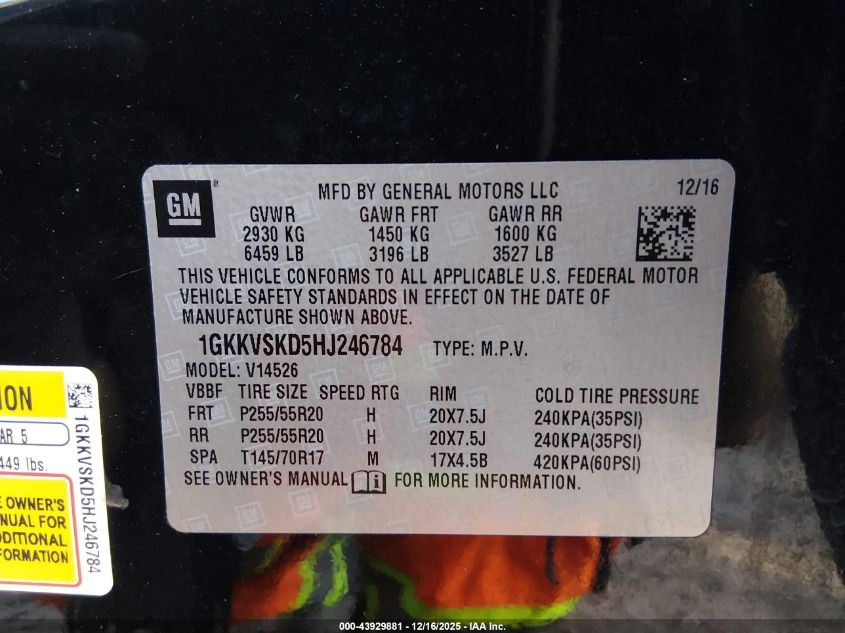 GM
MFD BY GENERAL MOTORS LLC 12/16
GVWR GAWR FRT GAWR RR
2930 KG 1450 KG 1600 KG
6459 LB 3196 LB 3527 LB
THIS VEHICLE CONFORMS TO ALL APPLICABLE U.S. FEDERAL MOTOR
VEHICLE SAFETY STANDARDS IN EFFECT ON THE DATE OF
MANUFACTURE SHOWN ABOVE.
1GKKVSKD5HJ246784 TYPE: M.P.V.
MODEL: V14526
VBBF TIRE SIZE SPEED RTG RIM COLD TIRE PRESSURE
FRT P255/55R20 H 20X7.5J 240KPA(35PSI)
RR P255/55R20 H 20X7.5J 240KPA(35PSI)
SPA T145/70R17 M 17X4.5B 420KPA(60PSI)
SEE OWNER'S MANUAL FOR MORE INFORMATION.
ION
AR 5
449 lbs.
E OWNER'S
NUAL FOR
DDITIONAL
FORMATION
1GKKVSKD5HJ246784
000-43929881 - 12/16/2025 - IAA Inc.